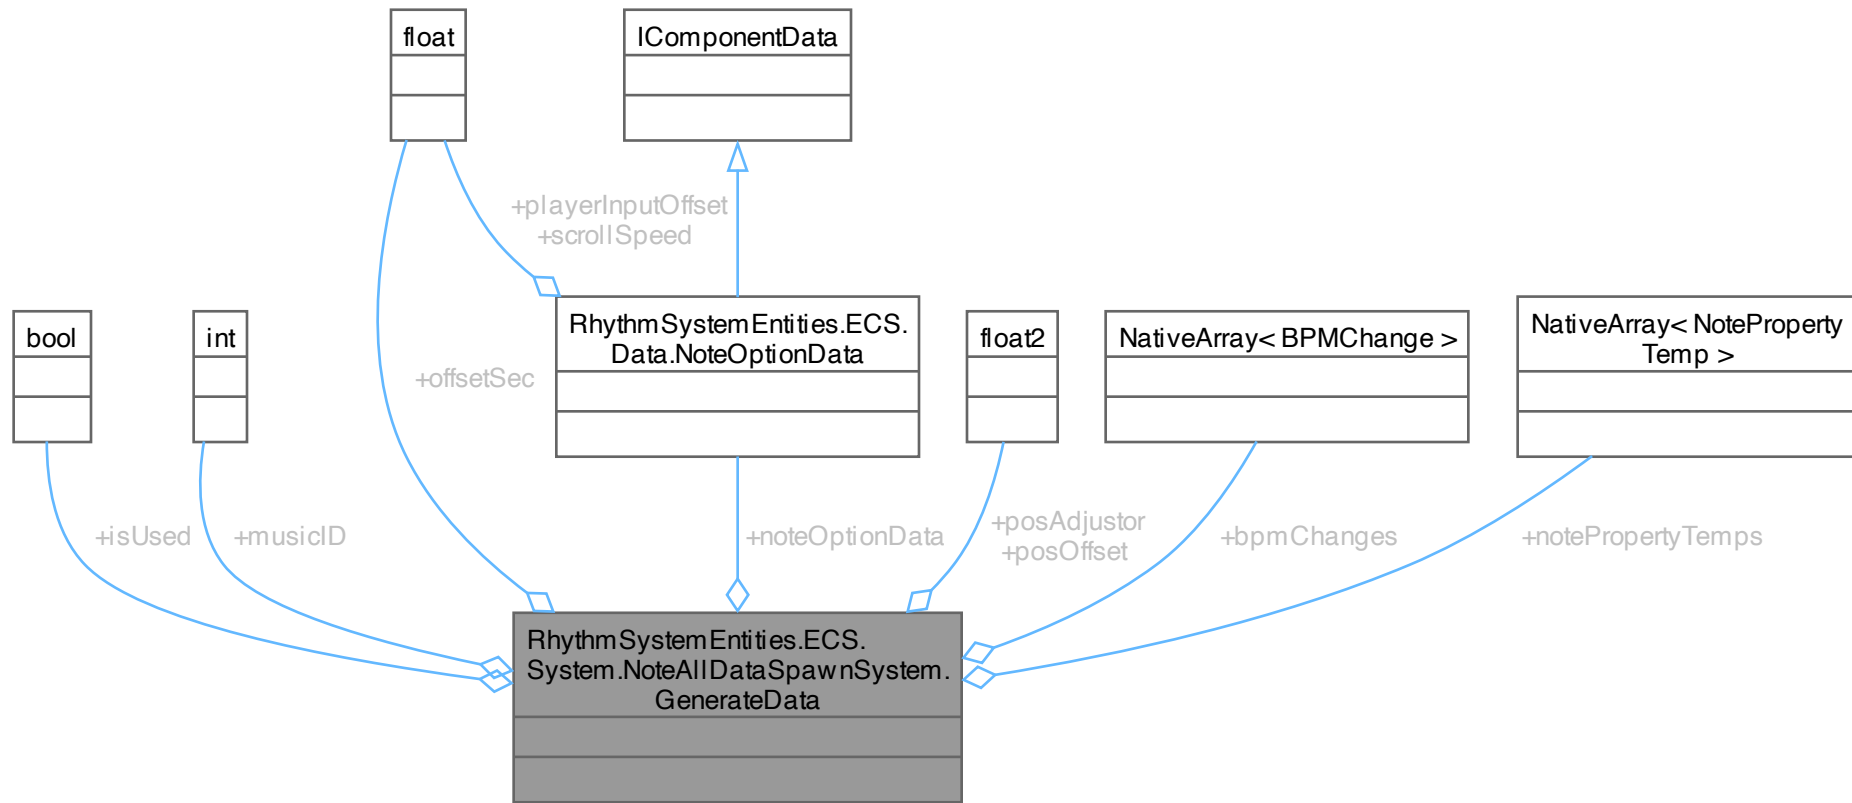 float
IComponentData
+playerInputOffset
+scrollSpeed
bool
int
RhythmSystemEntities.ECS.
Data.NoteOptionData
float2
NativeArray< BPMChange >
NativeArray< NoteProperty
Temp >
+offsetSec
+isUsed
+musicID
+noteOptionData
+posAdjustor
+posOffset
+bpmChanges
+notePropertyTemps
RhythmSystemEntities.ECS.
System.NoteAllDataSpawnSystem.
GenerateData